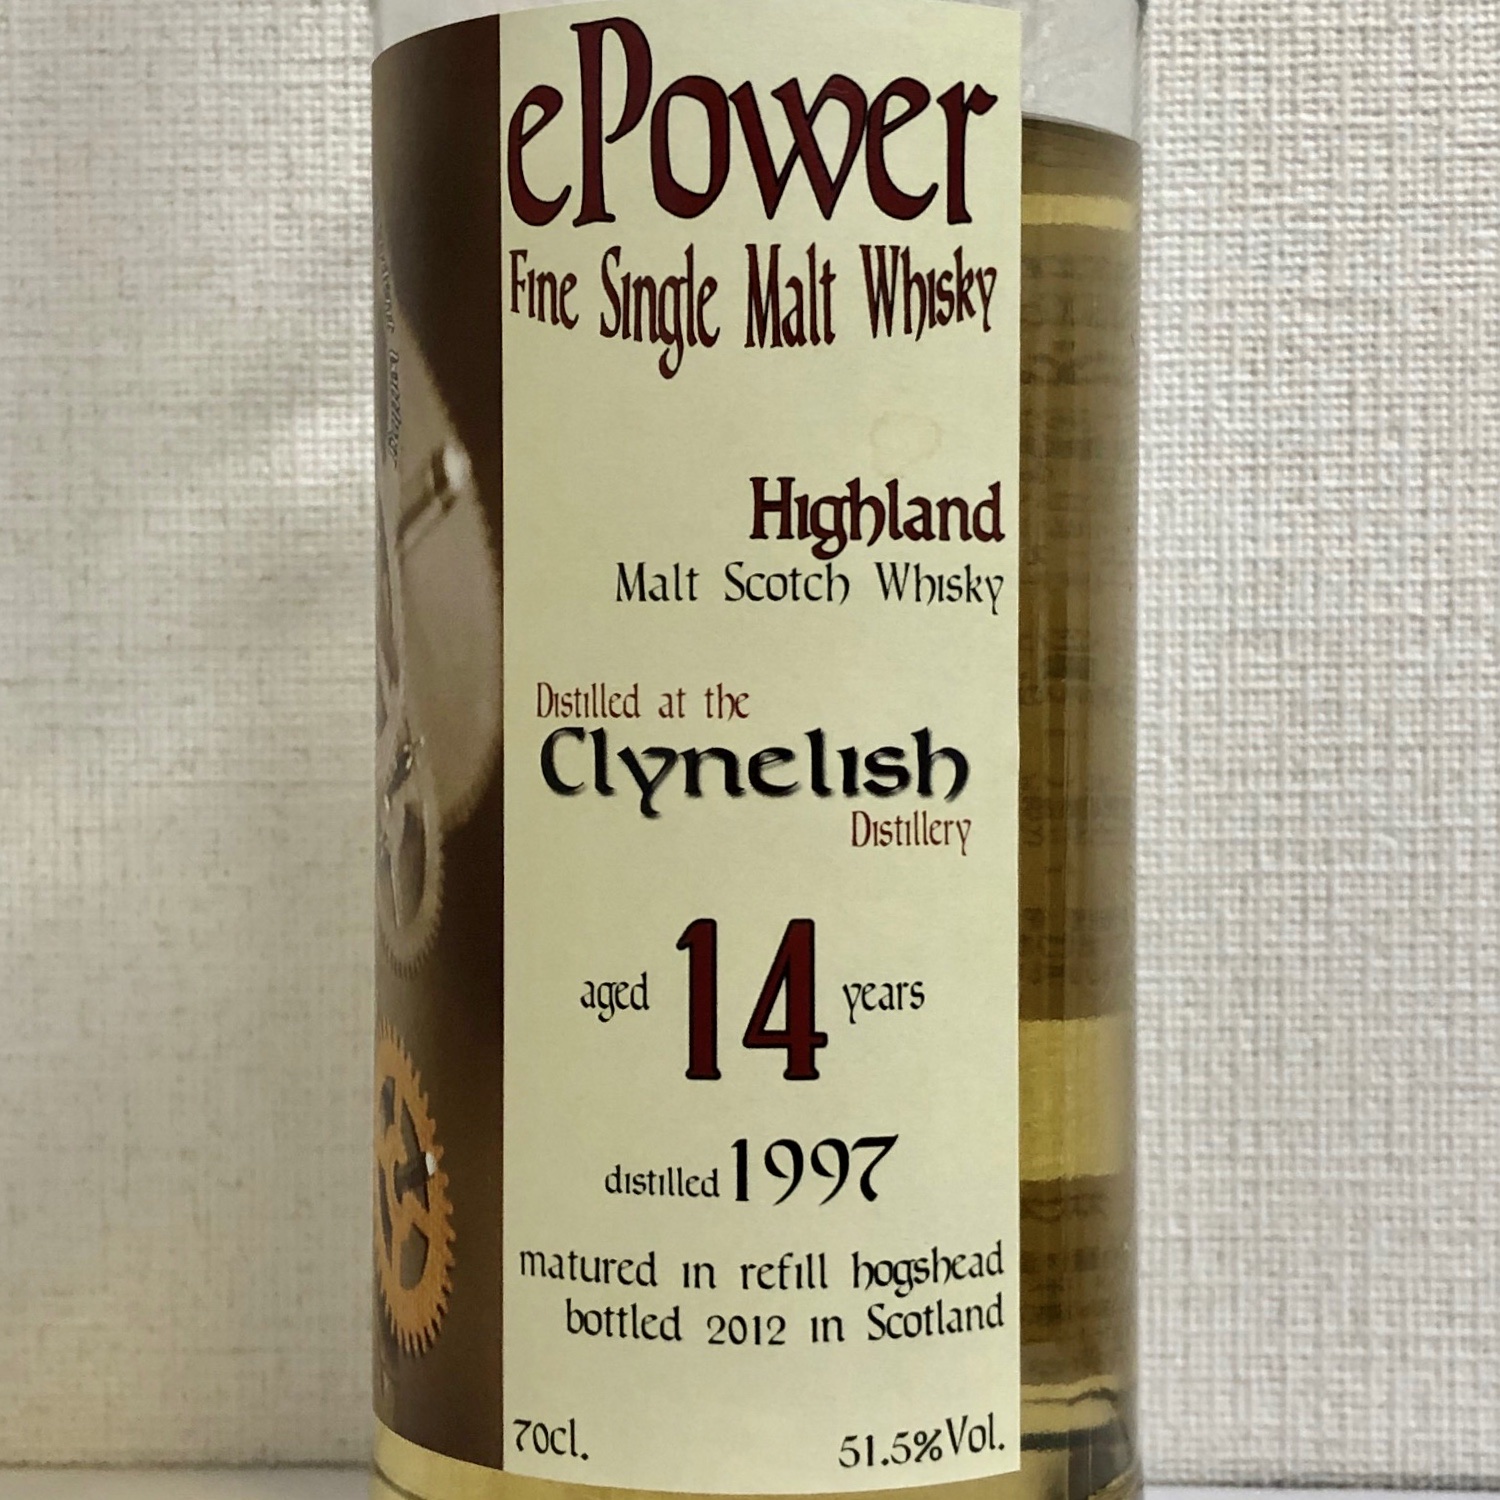 ePower
Fine Single Malt Whisky
Highland
Malt Scotch Whisky
Distilled at the
Clynelish
Distillery
aged 14 years
distilled 1997
matured in refill hogshead
bottled 2012 in Scotland
70cl.
51.5%Vol.